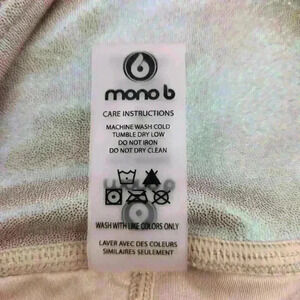 mono b
CARE INSTRUCTIONS
MACHINE WASH COLD
TUMBLE DRY LOW
DO NOT IRON
DO NOT DRY CLEAN
WASH WITH LIKE COLORS ONLY
LAVER AVEC DES COLEURS
SIMILAIRES SEULEMENT